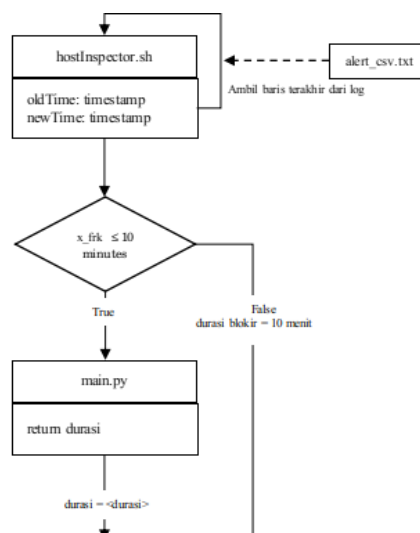 hostInspector.sh
alert_csv.txt
Ambil baris terakhir dari log
oldTime: timestamp
newTime: timestamp
x_frk ≤ 10
minutes
True
False
durasi blokir = 10 menit
main.py
return durasi
durasi = <durasi>